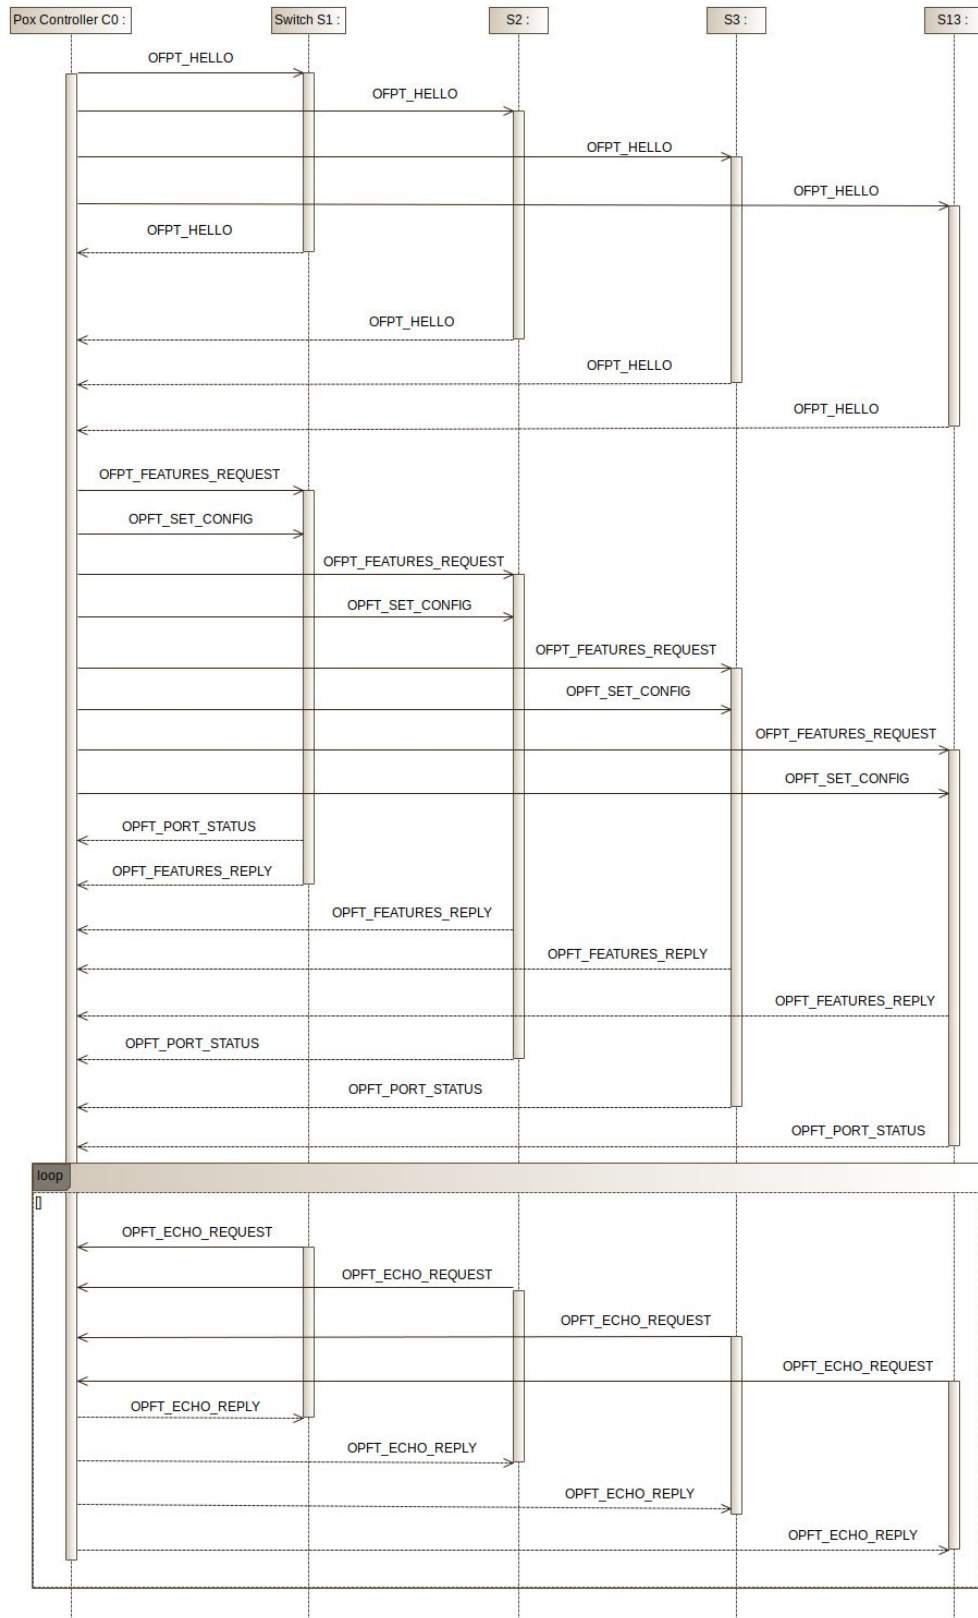 Pox Controller C0 :
Switch S1 :
S2 :
S3 :
S13 :
OFPT_HELLO
OFPT_HELLO
OFPT_HELLO
OFPT_HELLO
OFPT_HELLO
OFPT_HELLO
OFPT_HELLO
OFPT_HELLO
OFPT_FEATURES_REQUEST
OPFT_SET_CONFIG
OFPT_FEATURES_REQUEST
OPFT_SET_CONFIG
OFPT_FEATURES_REQUEST
OPFT_SET_CONFIG
OFPT_FEATURES_REQUEST
OPFT_SET_CONFIG
OPFT_PORT_STATUS
OPFT_FEATURES_REPLY
OPFT_FEATURES_REPLY
OPFT_FEATURES_REPLY
OPFT_FEATURES_REPLY
OPFT_PORT_STATUS
OPFT_PORT_STATUS
OPFT_PORT_STATUS
loop
[]
OPFT_ECHO_REQUEST
OPFT_ECHO_REQUEST
OPFT_ECHO_REQUEST
OPFT_ECHO_REQUEST
OPFT_ECHO_REPLY
OPFT_ECHO_REPLY
OPFT_ECHO_REPLY
OPFT_ECHO_REPLY